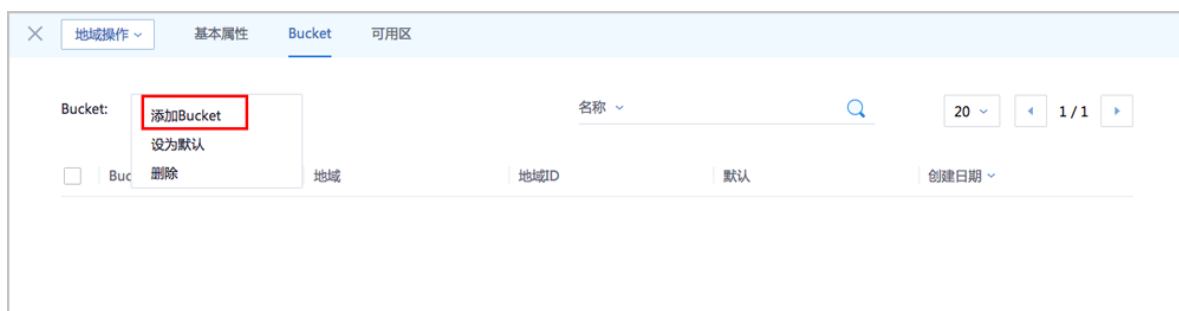 地域操作 基本属性 Bucket 可用区
Bucket: 名称 20 1 / 1
添加Bucket
设为默认
删除
Buc 地域 地域ID 默认 创建日期